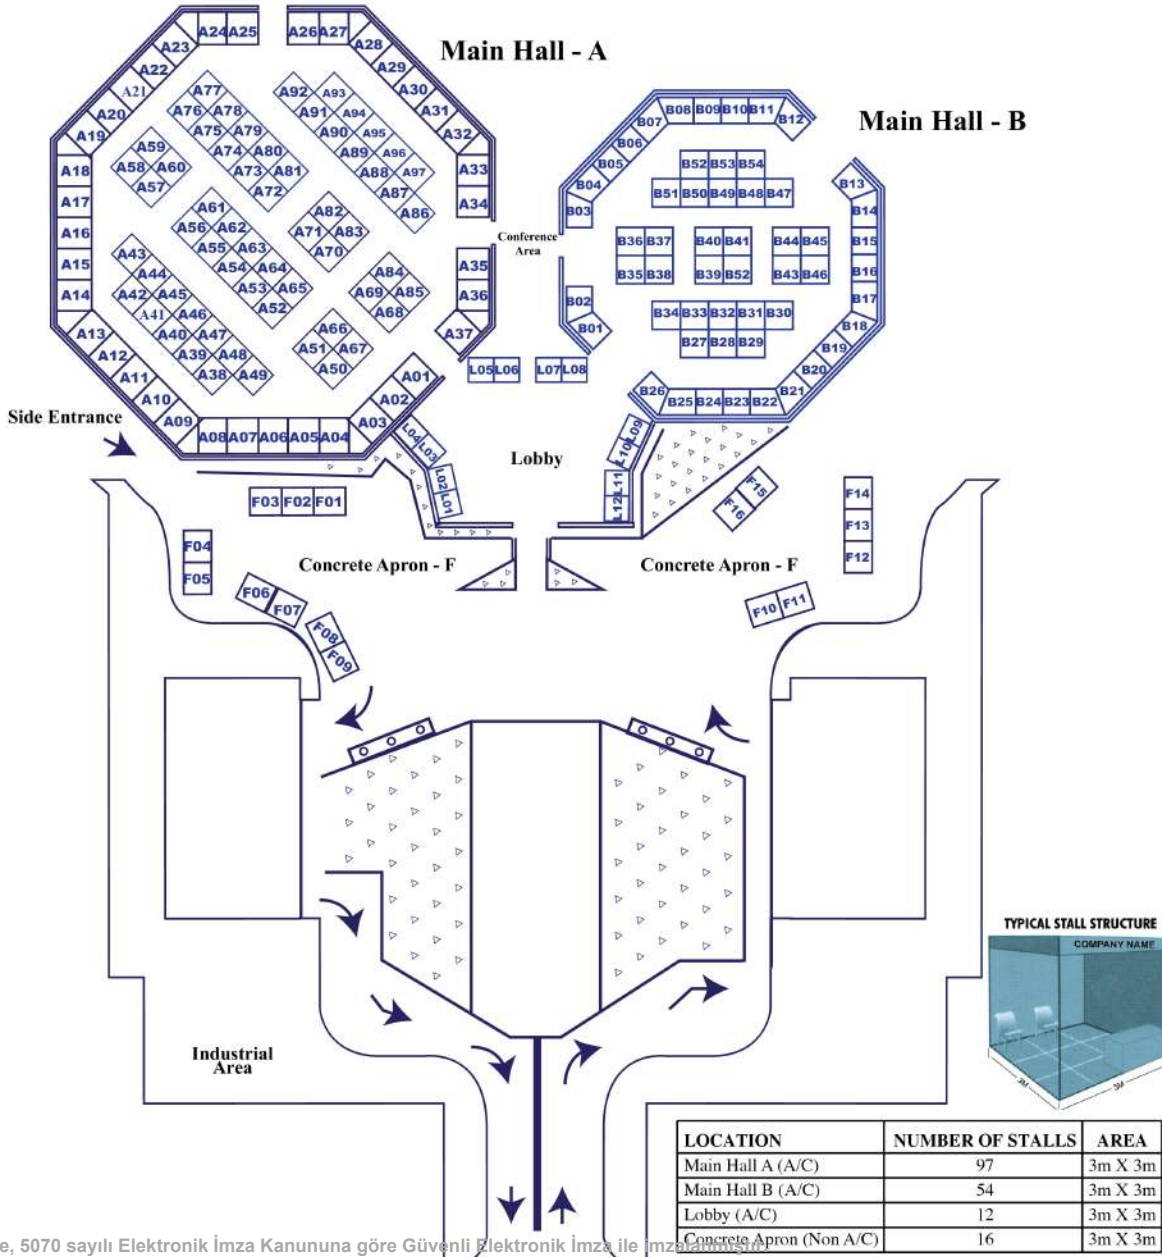 A24 A25 A26 A27
A23 A28
Main Hall - A
A22 A29
A21 A77 A92 A93 A30
A20 A76 A78 A91 A94 A31
A19 A75 A79 A90 A95 A32
A59 A74 A80 A89 A96
A18 A58 A60 A73 A81 A88 A97 A33
A57 A72 A87
A17 A61 A82 A86 A34
A16 A56 A62 A71 A83
A55 A63 A70
A43 A54 A64
A15 A44 A53 A65 A84 A35
A14 A42 A45 A52 A69 A85 A36
A41 A46 A68
A13 A40 A47 A66 A37
A12 A39 A48 A51 A67
A11 A38 A49 A50 A01
A10 A02
A09 A03
A08 A07 A06 A05 A04
Conference
Area
Main Hall - B
B08 B09 B10 B11 B12
B07
B06
B05 B52 B53 B54
B04 B51 B50 B49 B48 B47 B13
B03 B14
B36 B37 B40 B41 B44 B45 B15
B35 B38 B39 B52 B43 B46 B16
B02 B17
B01 B34 B33 B32 B31 B30 B18
B27 B28 B29 B19
B20
B26 B25 B24 B23 B22 B21
L05 L06 L07 L08
Side Entrance
L04 L03 L09 L10
Lobby
L02 L01 L11 L12
F03 F02 F01
F15 F16
F14
F13
F12
F04
F05
Concrete Apron - F
Concrete Apron - F
F06 F07
F10 F11
F08
F09
TYPICAL STALL STRUCTURE
COMPANY NAME
3M 3M
Industrial
Area
LOCATION NUMBER OF STALLS AREA
Main Hall A (A/C) 97 3m X 3m
Main Hall B (A/C) 54 3m X 3m
Lobby (A/C) 12 3m X 3m
Concrete Apron (Non A/C) 16 3m X 3m
e, 5070 sayılı Elektronik İmza Kanununa göre Güvenli Elektronik İmza ile imzalanmıştır.